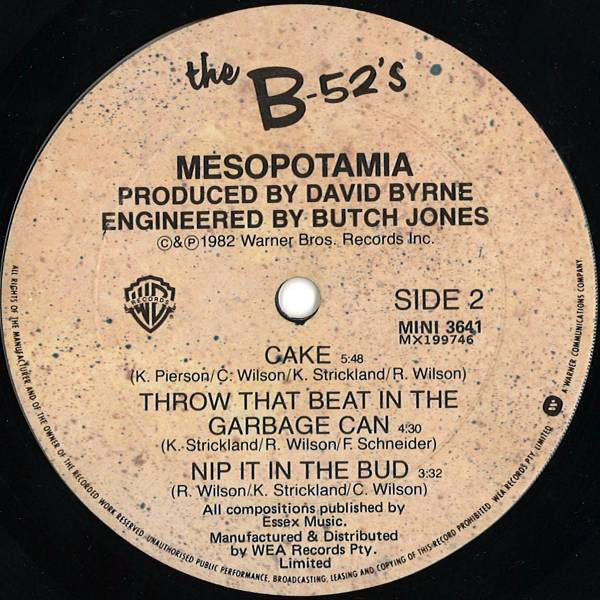 the B-52's
MESOPOTAMIA
PRODUCED BY DAVID BYRNE
ENGINEERED BY BUTCH JONES
©&℗1982 Warner Bros. Records Inc.
WB
RECORDS
SIDE 2
MINI 3641
MX199746
CAKE 5:48
(K. Pierson/C. Wilson/K. Strickland/R. Wilson)
THROW THAT BEAT IN THE
GARBAGE CAN 4:30
(K. Strickland/R. Wilson/F. Schneider)
NIP IT IN THE BUD 3:32
(R. Wilson/K. Strickland/C. Wilson)
All compositions published by
Essex Music.
Manufactured & Distributed
by WEA Records Pty.
Limited
ALL RIGHTS OF THE MANUFACTURER AND OF THE OWNER OF THE RECORDED WORK RESERVED. UNAUTHORISED PUBLIC PERFORMANCE, BROADCASTING, LEASING AND COPYING OF THIS RECORD PROHIBITED. WEA RECORDS PTY. LIMITED
A WARNER COMMUNICATIONS COMPANY.